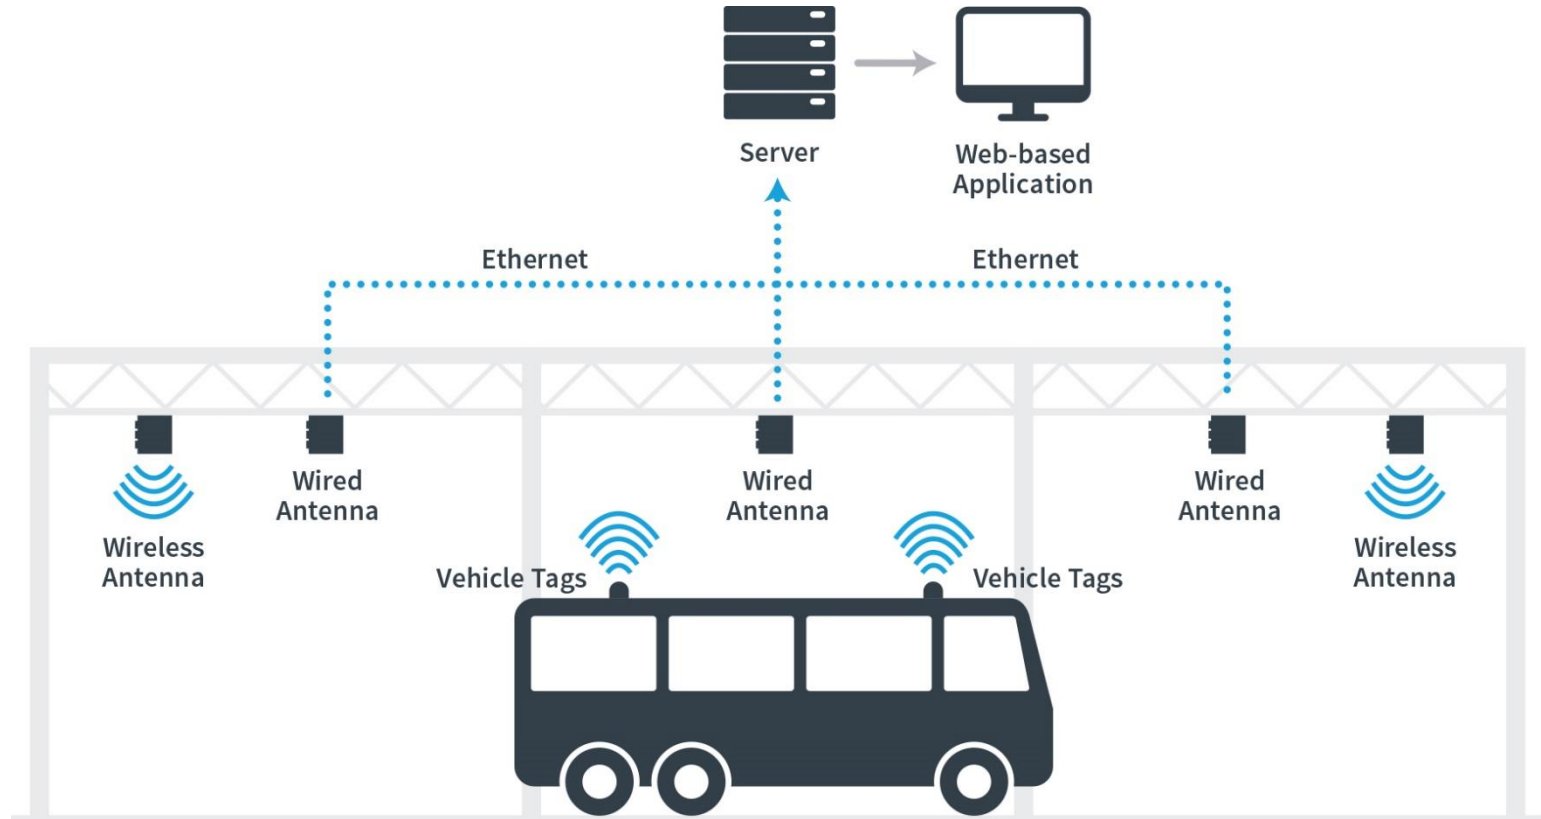 Server
Web-based
Application
Ethernet
Ethernet
Wired
Antenna
Wired
Antenna
Wired
Antenna
Wireless
Antenna
Wireless
Antenna
Vehicle Tags
Vehicle Tags